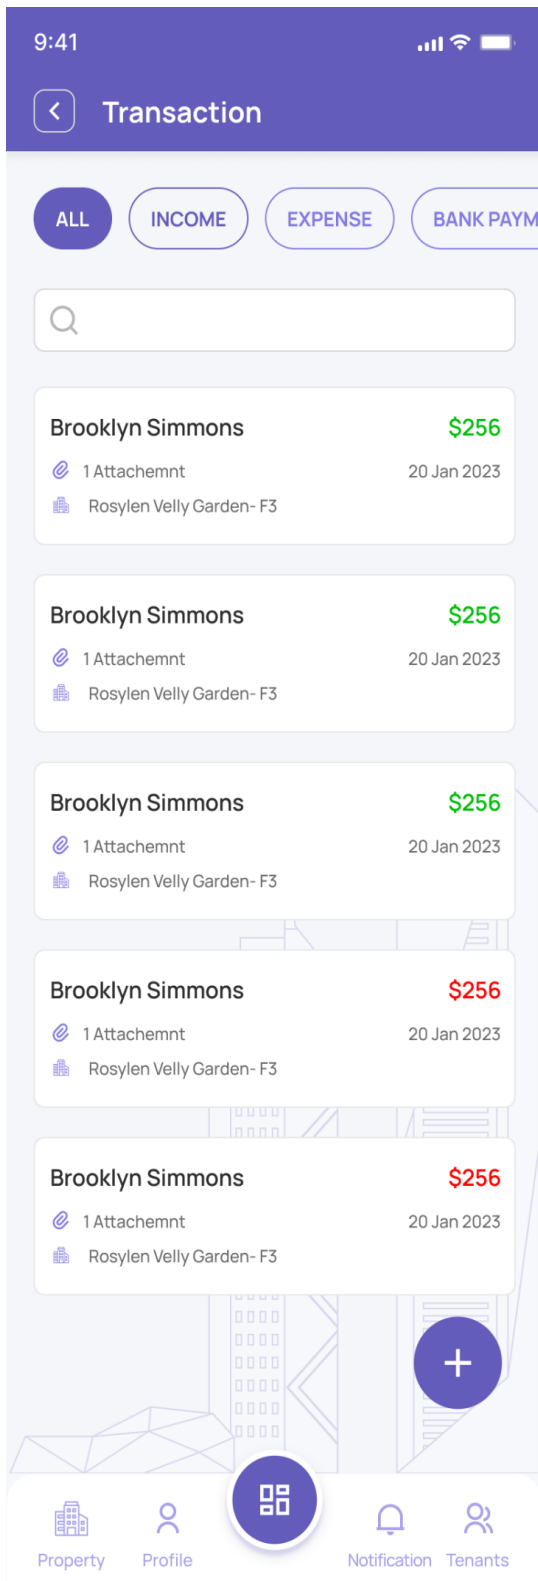 9:41
Transaction
ALL INCOME EXPENSE BANK PAYM
Brooklyn Simmons $256
1 Attachemnt 20 Jan 2023
Rosylen Velly Garden- F3
Brooklyn Simmons $256
1 Attachemnt 20 Jan 2023
Rosylen Velly Garden- F3
Brooklyn Simmons $256
1 Attachemnt 20 Jan 2023
Rosylen Velly Garden- F3
Brooklyn Simmons $256
1 Attachemnt 20 Jan 2023
Rosylen Velly Garden- F3
Brooklyn Simmons $256
1 Attachemnt 20 Jan 2023
Rosylen Velly Garden- F3
Property Profile Notification Tenants